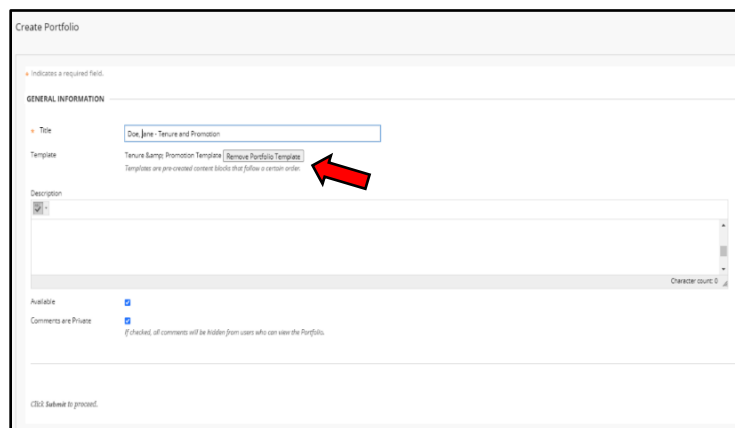 Create Portfolio
Indicates a required field.
GENERAL INFORMATION
Title
Doe, Jane - Tenure and Promotion
Template
Tenure &amp; Promotion Template Remove Portfolio Template
Templates are pre-created content blocks that follow a certain order.
Description
Character count: 0
Available
Comments are Private
If checked, all comments will be hidden from users who can view the Portfolio.
Click Submit to proceed.